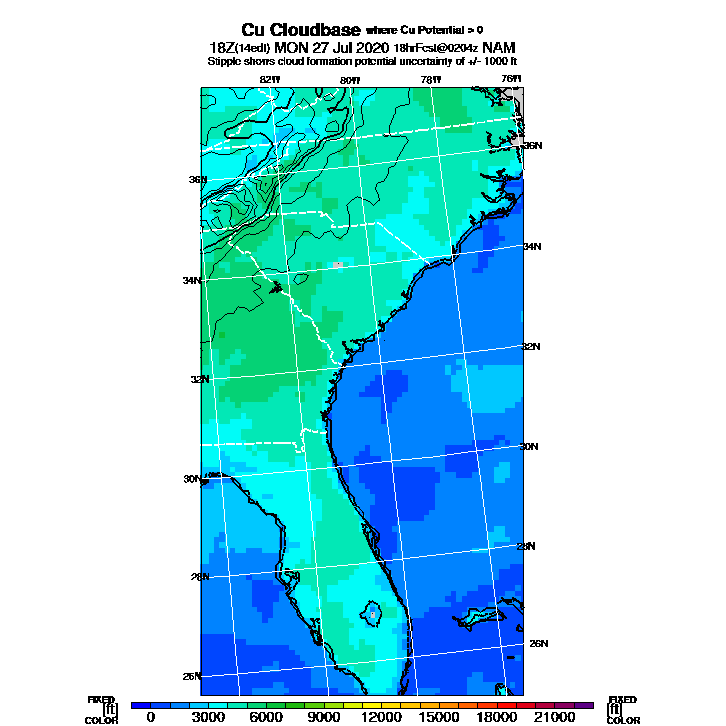 Cu Cloudbase where Cu Potential > 0
18Z(14edt) MON 27 Jul 2020 18hrFcst@0204z NAM
Stipple shows cloud formation potential uncertainty of +/- 1000 ft
82W 80W 78W 76W
36N
36N
34N
34N
32N
32N
30N
30N
28N
28N
26N
26N
FIXED FIXED
[ft] [ft]
COLOR COLOR
0 3000 6000 9000 12000 15000 18000 21000